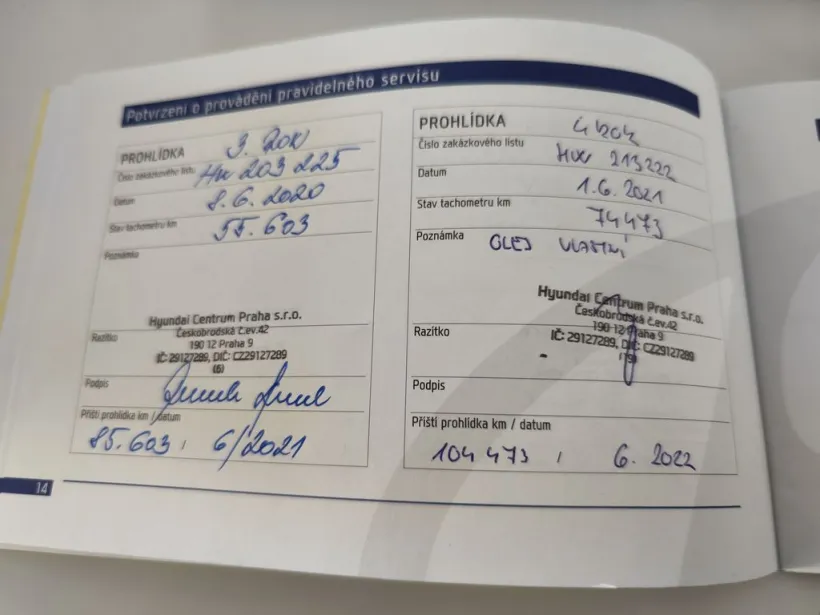 Potvrzení o provádění pravidelného servisu
PROHLÍDKA 3. ROK
Číslo zakázkového listu Hw 203 225
Datum 8. 6. 2020
Stav tachometru km 55. 603
Poznámka
Hyundai Centrum Praha s.r.o.
Českobrodská č.ev.42
190 12 Praha 9
Razítko
IČ: 29127289, DIČ: CZ29127289
(6)
Podpis
Příští prohlídka km / datum
85. 603 / 6/2021
PROHLÍDKA 4 ROK
Číslo zakázkového listu HW 213222
Datum 1. 6. 2021
Stav tachometru km 74473
Poznámka OLEJ VLASTNÍ
Hyundai Centrum Praha s.r.o.
Českobrodská č.ev.42
190 12 Praha 9
Razítko
IČ: 29127289, DIČ: CZ29127289
(19)
Podpis
Příští prohlídka km / datum
104 473 / 6. 2022
14